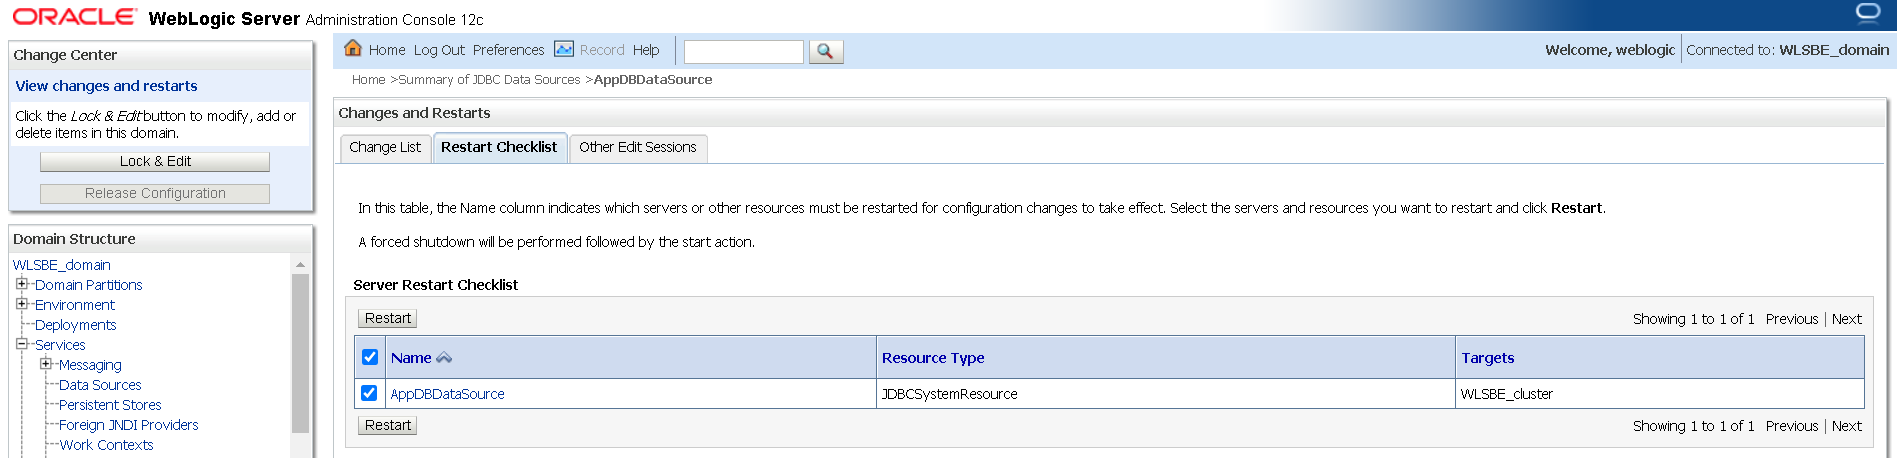 ORACLE WebLogic Server Administration Console 12c
Change Center
View changes and restarts
Click the Lock & Edit button to modify, add or
delete items in this domain.
Lock & Edit
Release Configuration
Domain Structure
WLSBE_domain
Domain Partitions
Environment
Deployments
Services
Messaging
Data Sources
Persistent Stores
Foreign JNDI Providers
Work Contexts
Home Log Out Preferences Record Help
Welcome, weblogic Connected to: WLSBE_domain
Home >Summary of JDBC Data Sources >AppDBDataSource
Changes and Restarts
Change List Restart Checklist Other Edit Sessions
In this table, the Name column indicates which servers or other resources must be restarted for configuration changes to take effect. Select the servers and resources you want to restart and click Restart.
A forced shutdown will be performed followed by the start action.
Server Restart Checklist
Restart Showing 1 to 1 of 1 Previous | Next
Name Resource Type Targets
AppDBDataSource JDBCSystemResource WLSBE_cluster
Restart Showing 1 to 1 of 1 Previous | Next